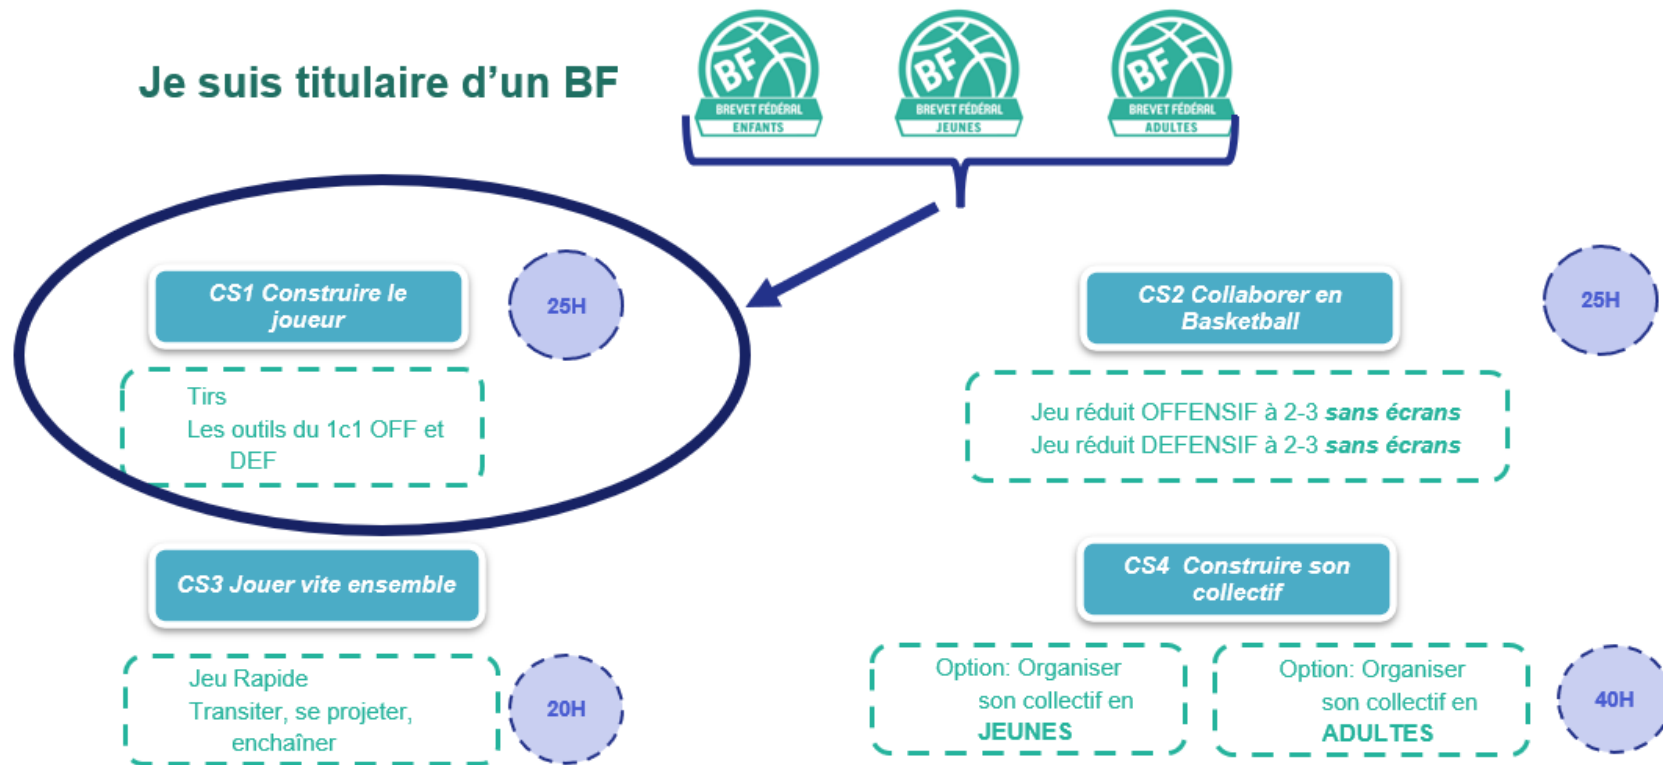 Je suis titulaire d'un BF
BF
BREVET FÉDÉRAL
ENFANTS
BF
BREVET FÉDÉRAL
JEUNES
BF
BREVET FÉDÉRAL
ADULTES
CS1 Construire le
joueur
25H
Tirs
Les outils du 1c1 OFF et
DEF
CS2 Collaborer en
Basketball
25H
Jeu réduit OFFENSIF à 2-3 sans écrans
Jeu réduit DEFENSIF à 2-3 sans écrans
CS3 Jouer vite ensemble
Jeu Rapide
Transiter, se projeter,
enchaîner
20H
CS4 Construire son
collectif
Option: Organiser
son collectif en
JEUNES
Option: Organiser
son collectif en
ADULTES
40H